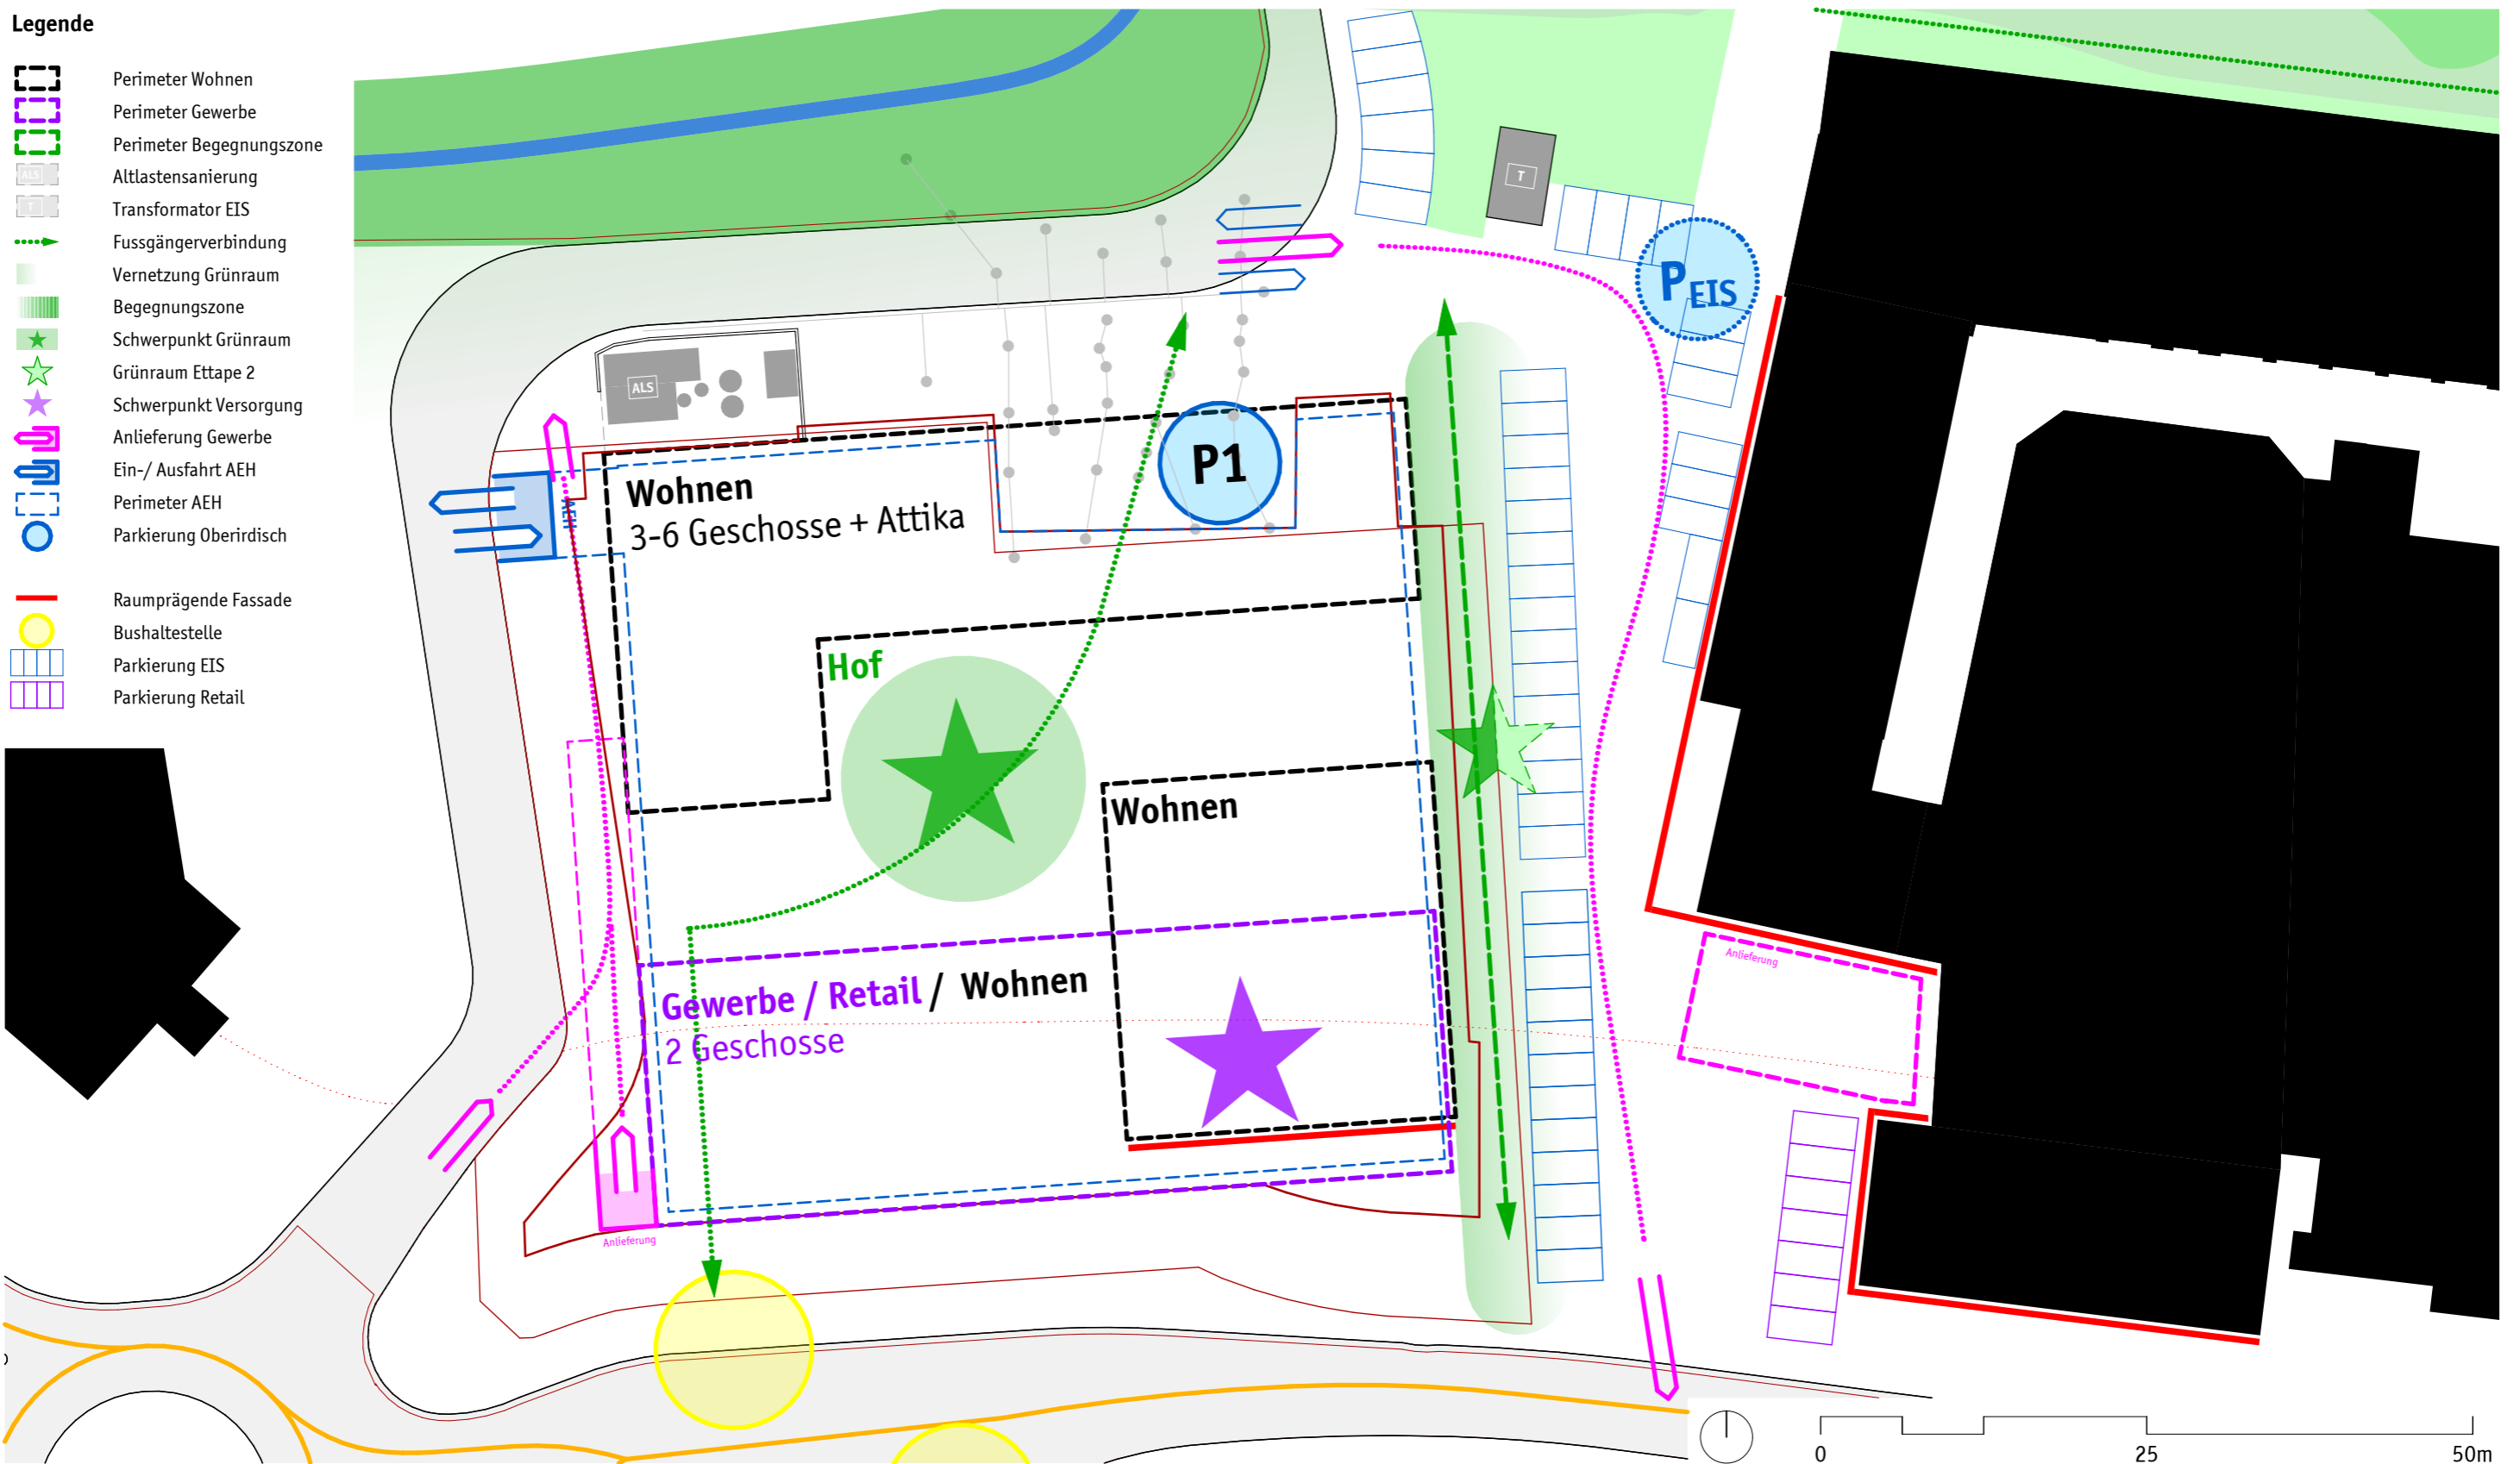 Legende
Perimeter Wohnen
Perimeter Gewerbe
Perimeter Begegnungszone
ALS Altlastensanierung
T Transformator EIS
Fussgängerverbindung
Vernetzung Grünraum
Begegnungszone
Schwerpunkt Grünraum
Grünraum Ettape 2
Schwerpunkt Versorgung
Anlieferung Gewerbe
Ein-/ Ausfahrt AEH
Perimeter AEH
Parkierung Oberirdisch
Raumprägende Fassade
Bushaltestelle
Parkierung EIS
Parkierung Retail
T
PEIS
ALS
P1
Wohnen
3-6 Geschosse + Attika
Hof
Wohnen
Anlieferung
Gewerbe / Retail / Wohnen
2 Geschosse
Anlieferung
0 25 50m